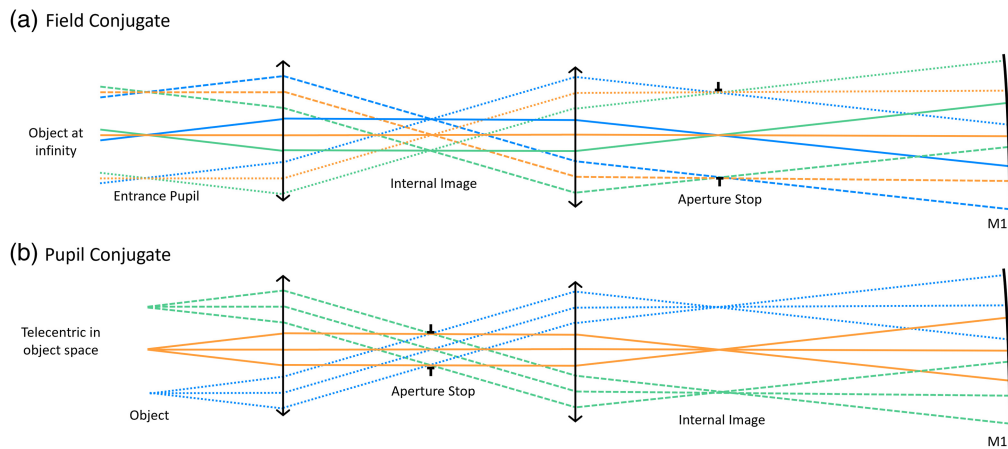 (a) Field Conjugate
Object at
infinity
Entrance Pupil
Internal Image
Aperture Stop
M1
(b) Pupil Conjugate
Telecentric in
object space
Object
Aperture Stop
Internal Image
M1